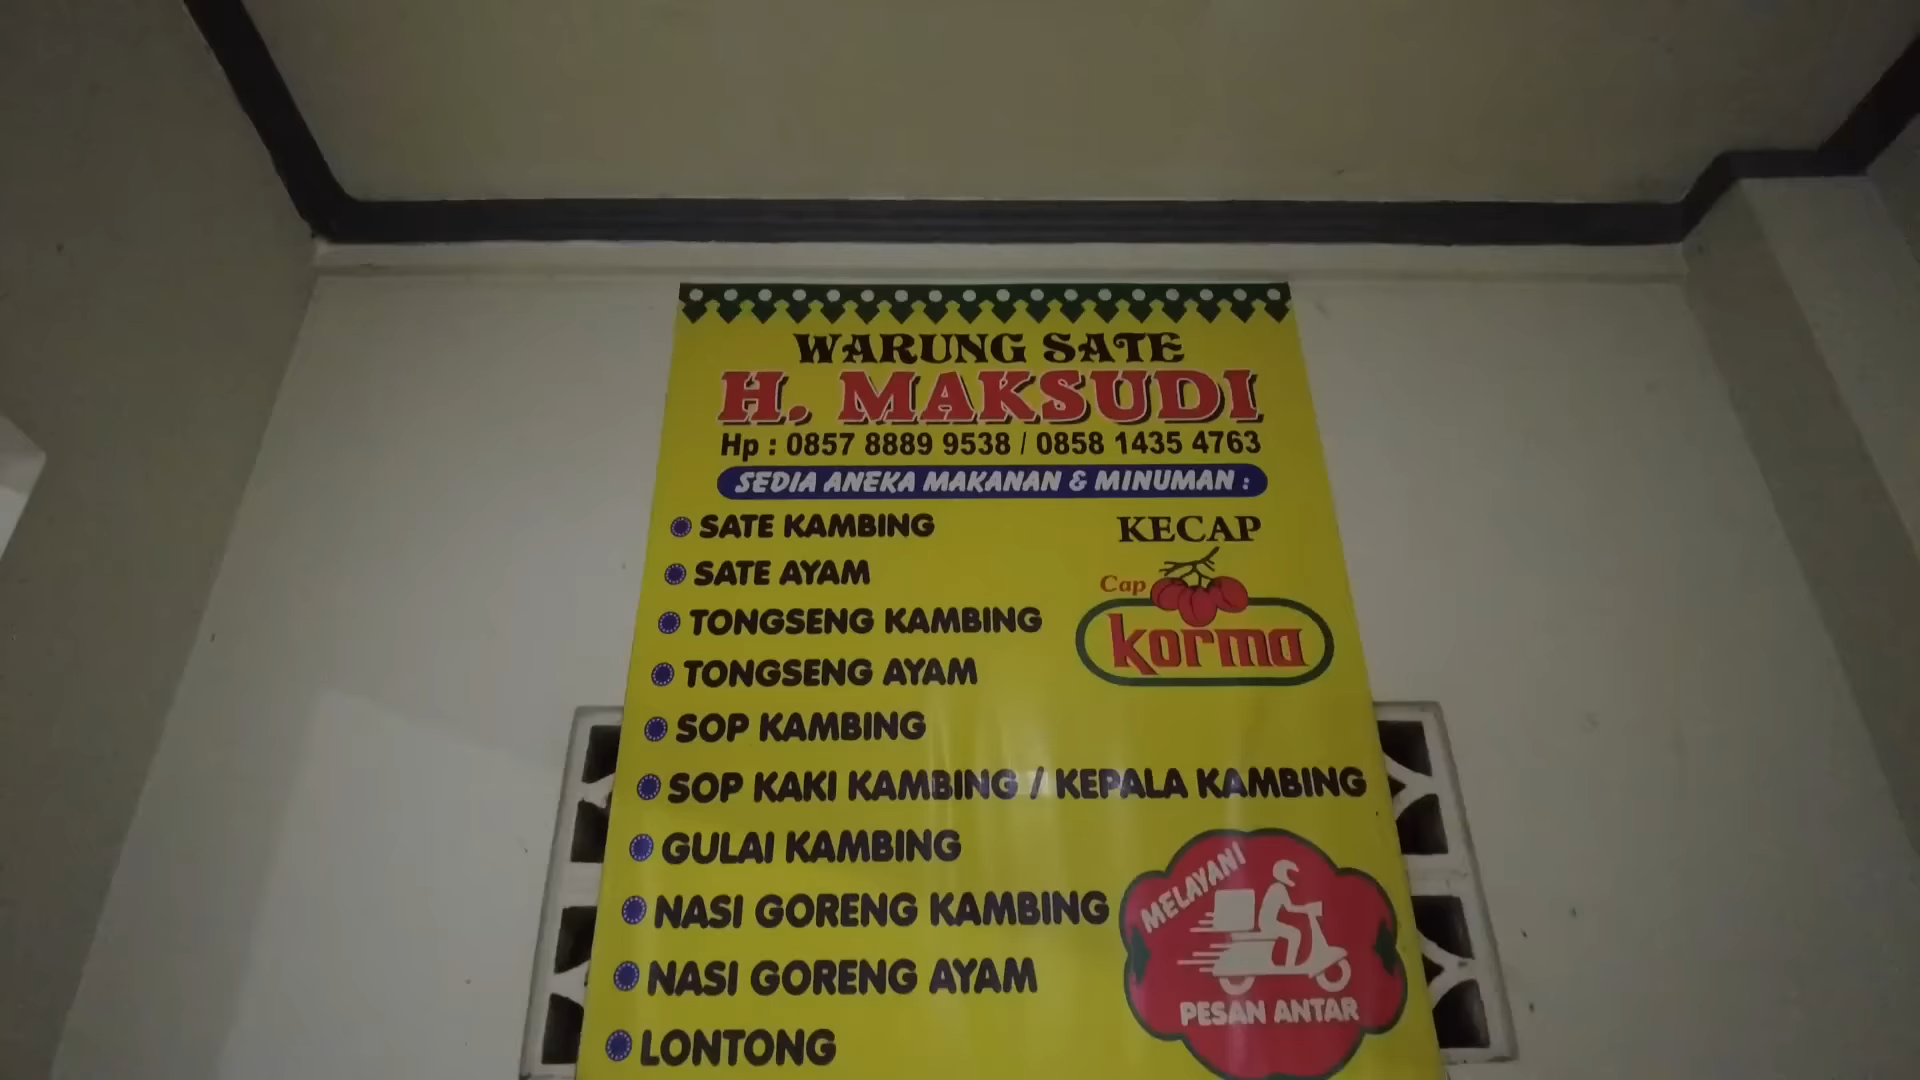 WARUNG SATE
H. MAKSUDI
Hp : 0857 8889 9538 / 0858 1435 4763
SEDIA ANEKA MAKANAN & MINUMAN :
SATE KAMBING
SATE AYAM
TONGSENG KAMBING
TONGSENG AYAM
SOP KAMBING
SOP KAKI KAMBING / KEPALA KAMBING
GULAI KAMBING
NASI GORENG KAMBING
NASI GORENG AYAM
LONTONG
KECAP
Cap
korma
MELAYANI
PESAN ANTAR